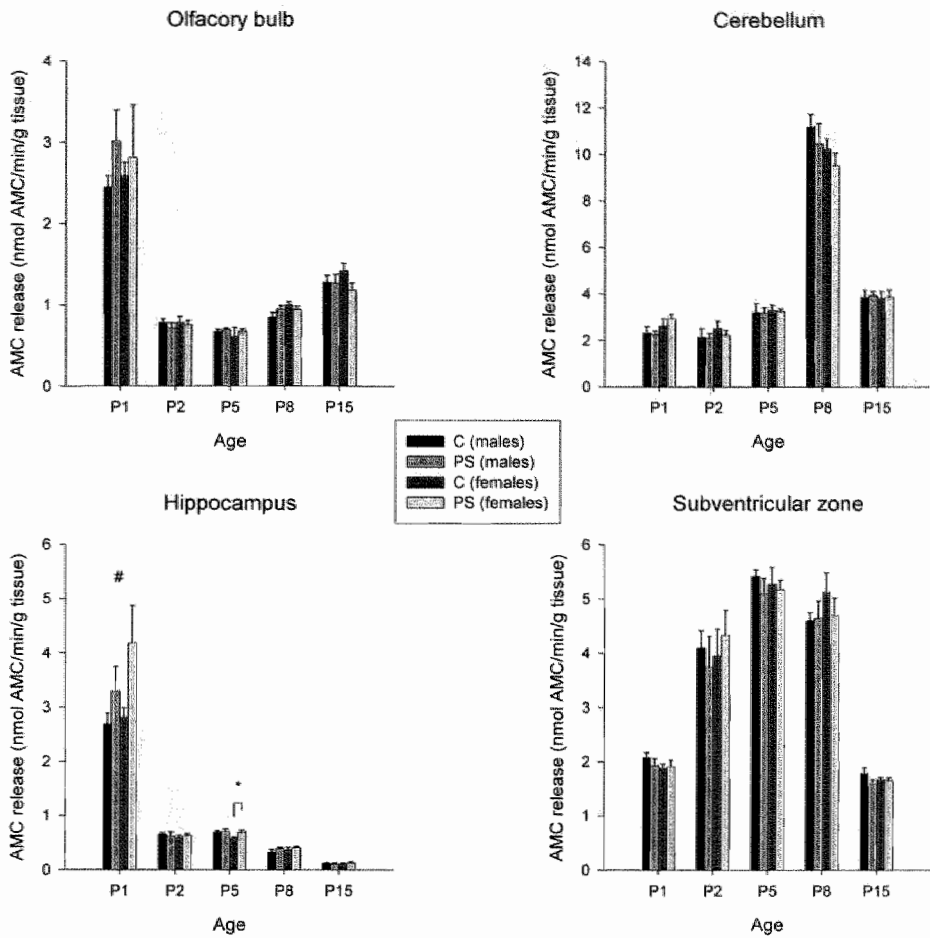 Olfacory bulb
AMC release (nmol AMC/min/g tissue)
4
3
2
1
0
P1 P2 P5 P8 P15
Age
Cerebellum
AMC release (nmol AMC/min/g tissue)
14
12
10
8
6
4
2
0
P1 P2 P5 P8 P15
Age
C (males)
PS (males)
C (females)
PS (females)
Hippocampus
AMC release (nmol AMC/min/g tissue)
6
5
4
3
2
1
0
#
*
P1 P2 P5 P8 P15
Age
Subventricular zone
AMC release (nmol AMC/min/g tissue)
6
5
4
3
2
1
0
P1 P2 P5 P8 P15
Age